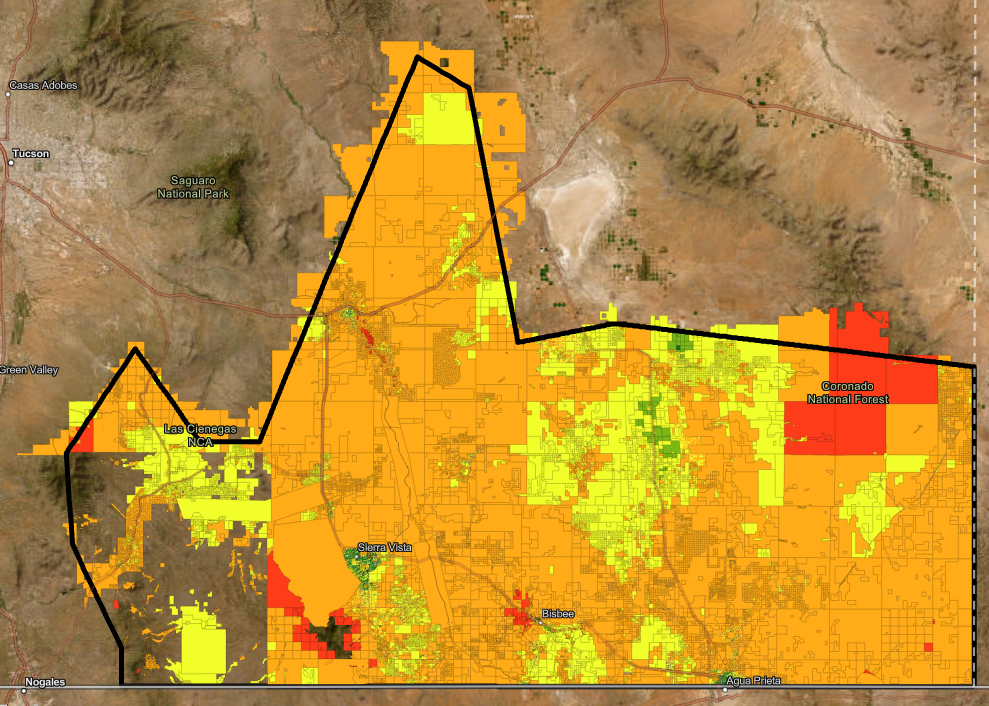 Casas Adobes
Tucson
Saguaro
National Park
Green Valley
Las Cienegas
NCA
Coronado
National Forest
Sierra Vista
Bisbee
Nogales
Agua Prieta